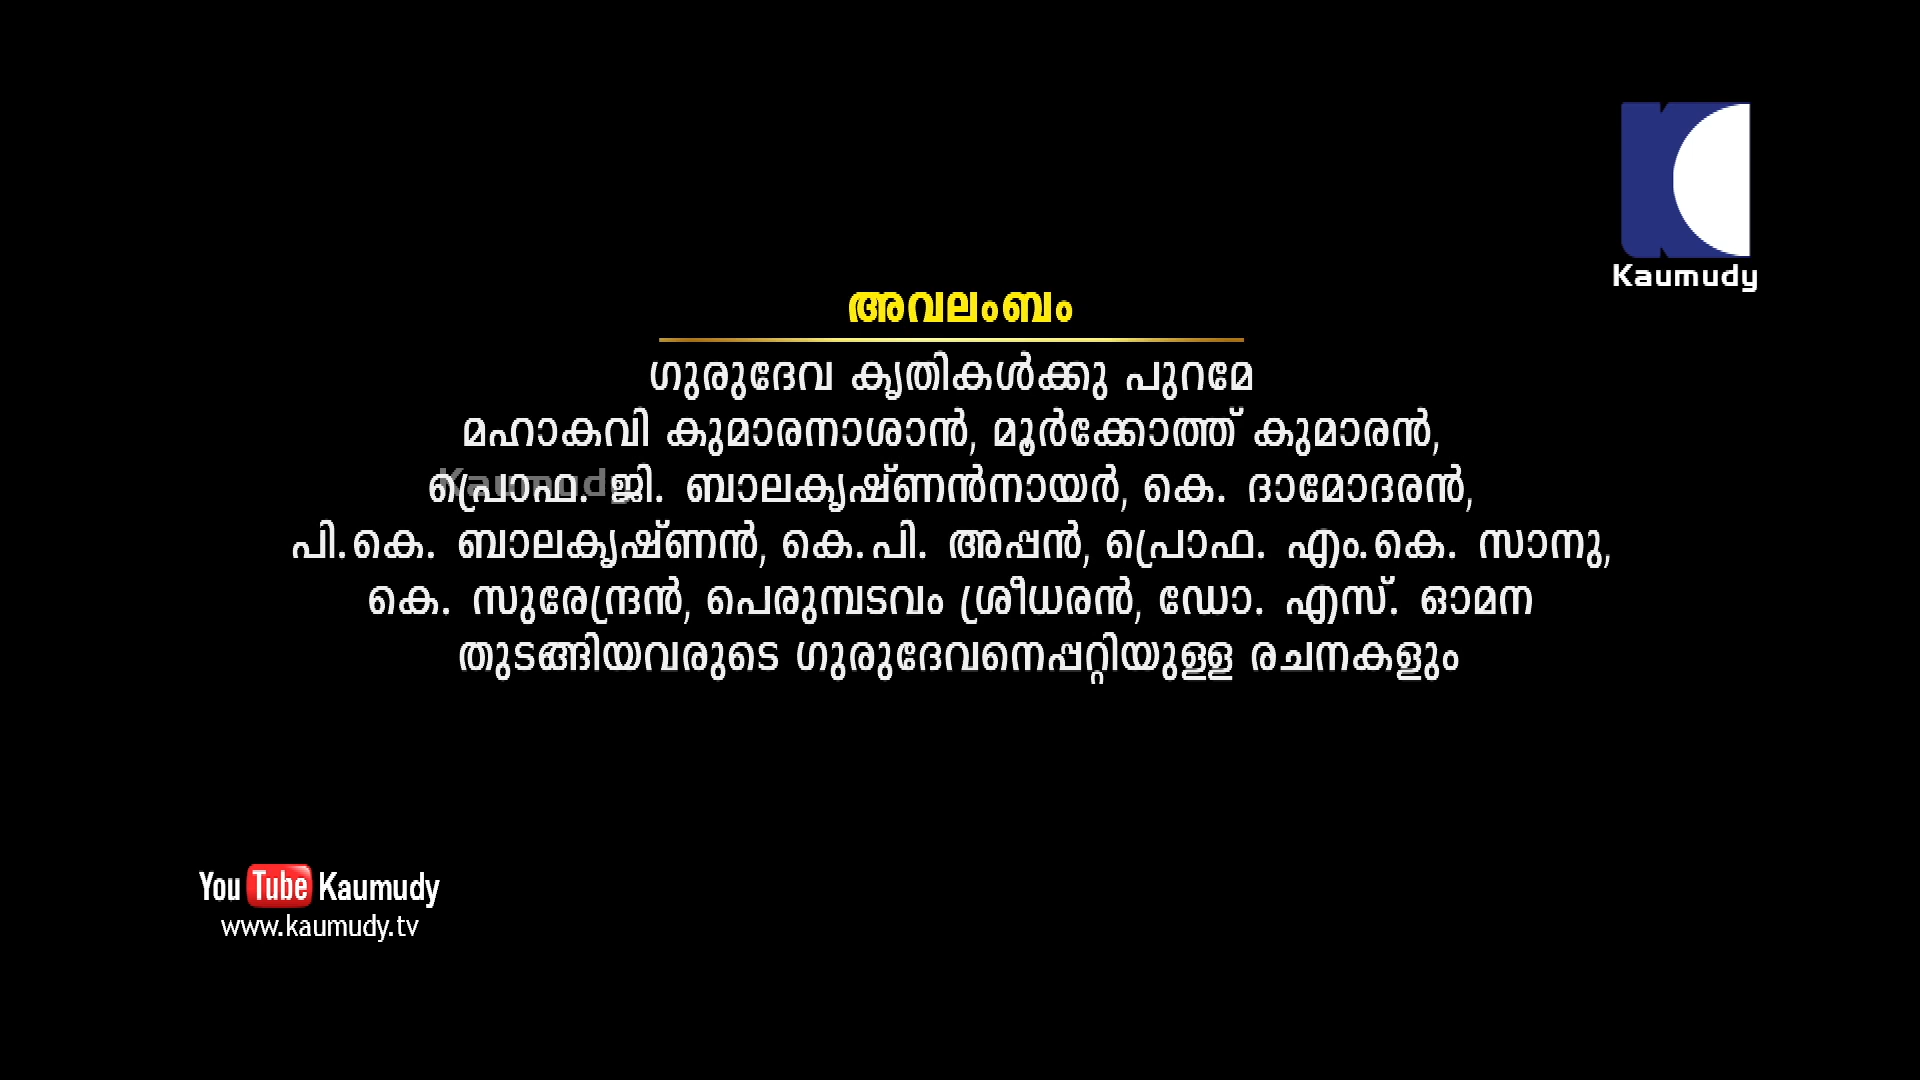 Kaumudy
അവലംബം
ഗുരുദേവ കൃതികൾക്കു പുറമേ
മഹാകവി കുമാരനാശാൻ, മൂർക്കോത്ത് കുമാരൻ,
Kaumudy
പ്രൊഫ. ജി. ബാലകൃഷ്ണൻനായർ, കെ. ദാമോദരൻ,
പി.കെ. ബാലകൃഷ്ണൻ, കെ.പി. അപ്പൻ, പ്രൊഫ. എം.കെ. സാനു,
കെ. സുരേന്ദ്രൻ, പെരുമ്പടവം ശ്രീധരൻ, ഡോ. എസ്. ഓമന
തുടങ്ങിയവരുടെ ഗുരുദേവനെപ്പറ്റിയുള്ള രചനകളും
You Tube Kaumudy
www.kaumudy.tv